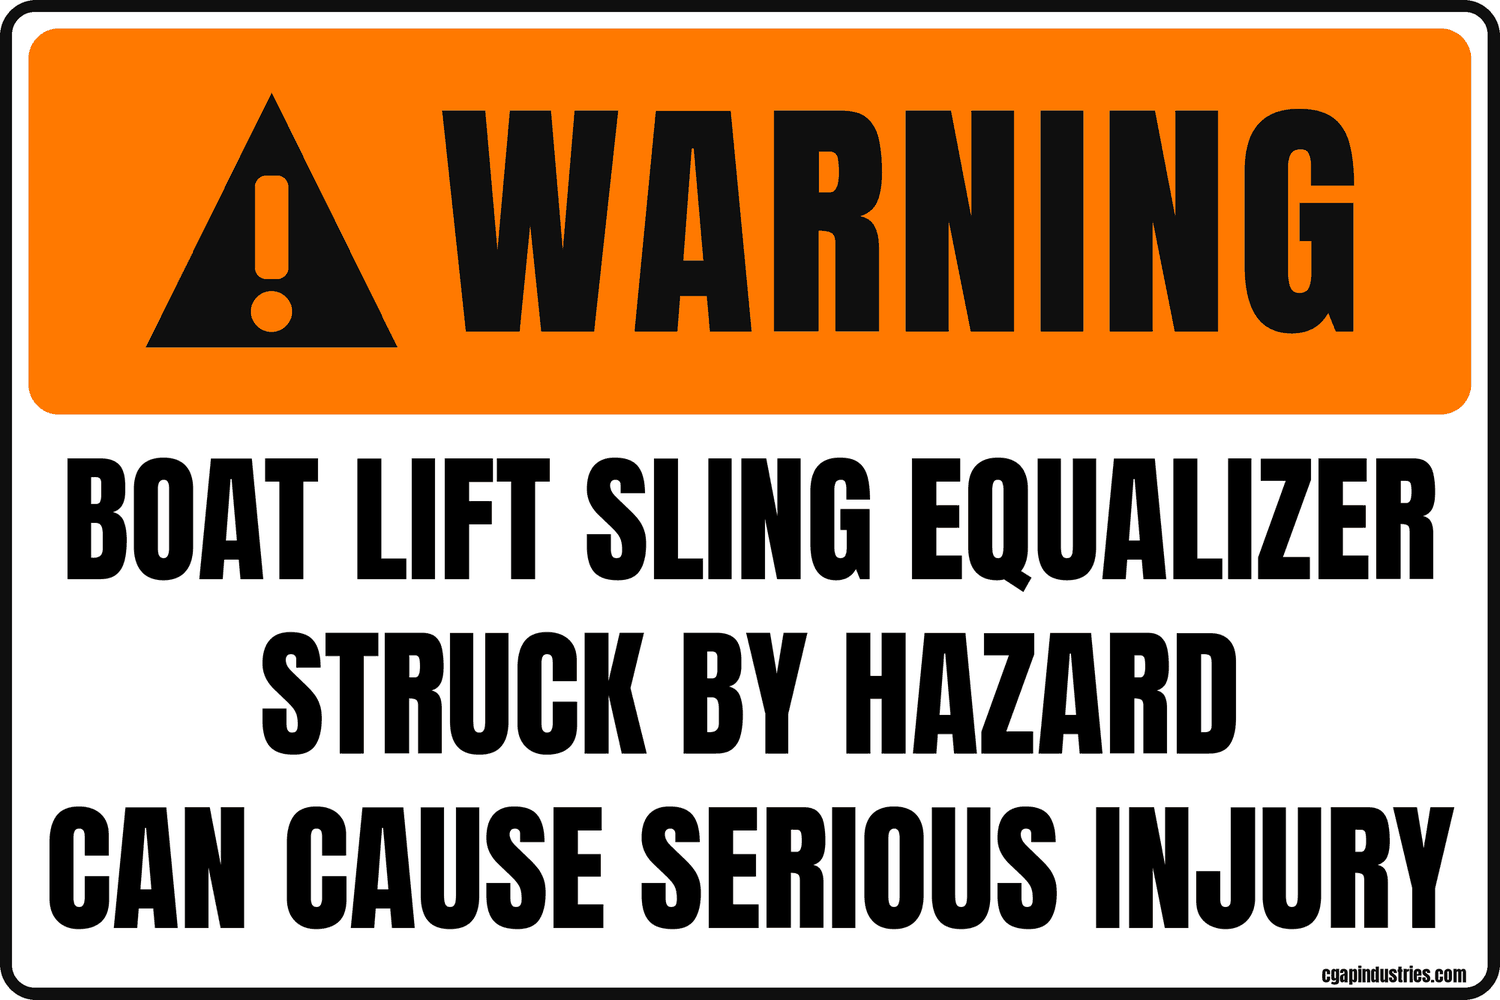 WARNING
BOAT LIFT SLING EQUALIZER
STRUCK BY HAZARD
CAN CAUSE SERIOUS INJURY
cgapindustries.com